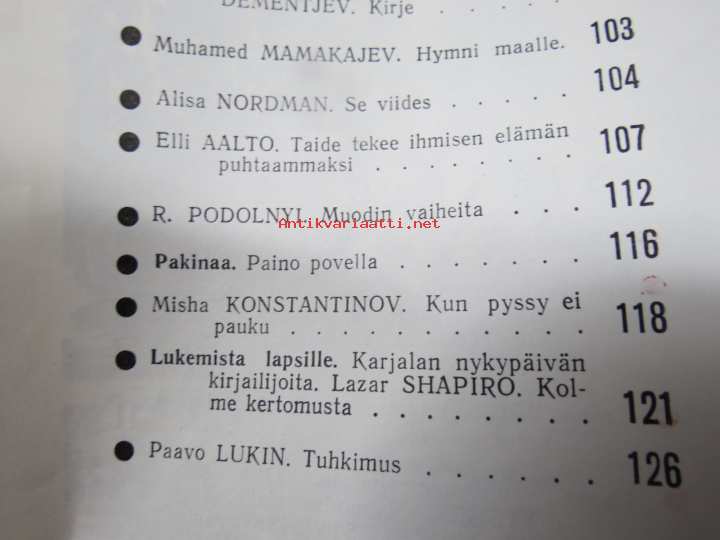 DEMENTJEV. Kirje . . . .
Muhamed MAMAKAJEV. Hymni maalle. 103
Alisa NORDMAN. Se viides . . . . . 104
Elli AALTO. Taide tekee ihmisen elämän
puhtaammaksi . . . . . . . . 107
R. PODOLNYI. Muodin vaiheita . . . 112
Antikvariaatti.net
Pakinaa. Paino povella . . . . . . . 116
Misha KONSTANTINOV. Kun pyssy ei
pauku . . . . . . . . . . . . 118
Lukemista lapsille. Karjalan nykypäivän
kirjailijoita. Lazar SHAPIRO. Kol-
me kertomusta . . . . . . . . 121
Paavo LUKIN. Tuhkimus . . . . . . 126